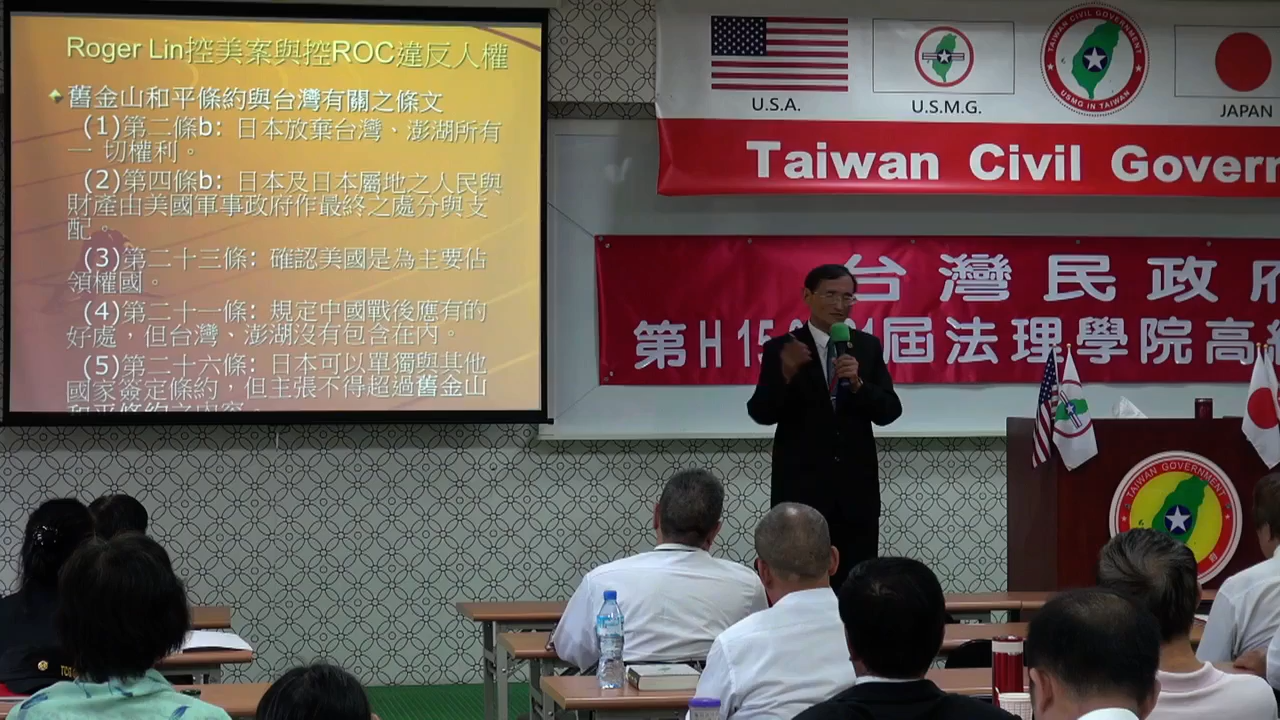 Roger Lin控美案與控ROC違反人權
舊金山和平條約與台灣有關之條文
(1)第二條b: 日本放棄台灣、澎湖所有
一 切權利。
(2)第四條b: 日本及日本屬地之人民與
財產由美國軍事政府作最終之處分與支
配。
(3)第二十三條: 確認美國是為主要佔
領權國。
(4)第二十一條: 規定中國戰後應有的
好處，但台灣、澎湖沒有包含在內。
(5)第二十六條: 日本可以單獨與其他
國家簽定條約，但主張不得超過舊金山
和平條約之內容。
U.S.A.
U.S.M.G.
TAIWAN CIVIL GOVERNMENT
USMG IN TAIWAN
JAPAN
Taiwan Civil Govern
台灣民政府
第H15
屆法理學院高
TAIWAN GOVERNMENT